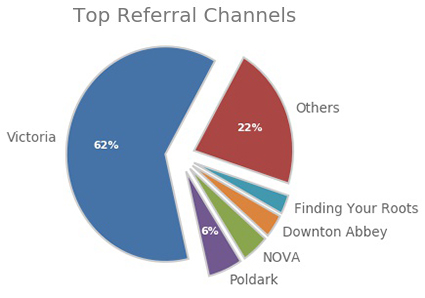 Top Referral Channels
Victoria
62%
22%
Others
Finding Your Roots
Downton Abbey
NOVA
6%
Poldark